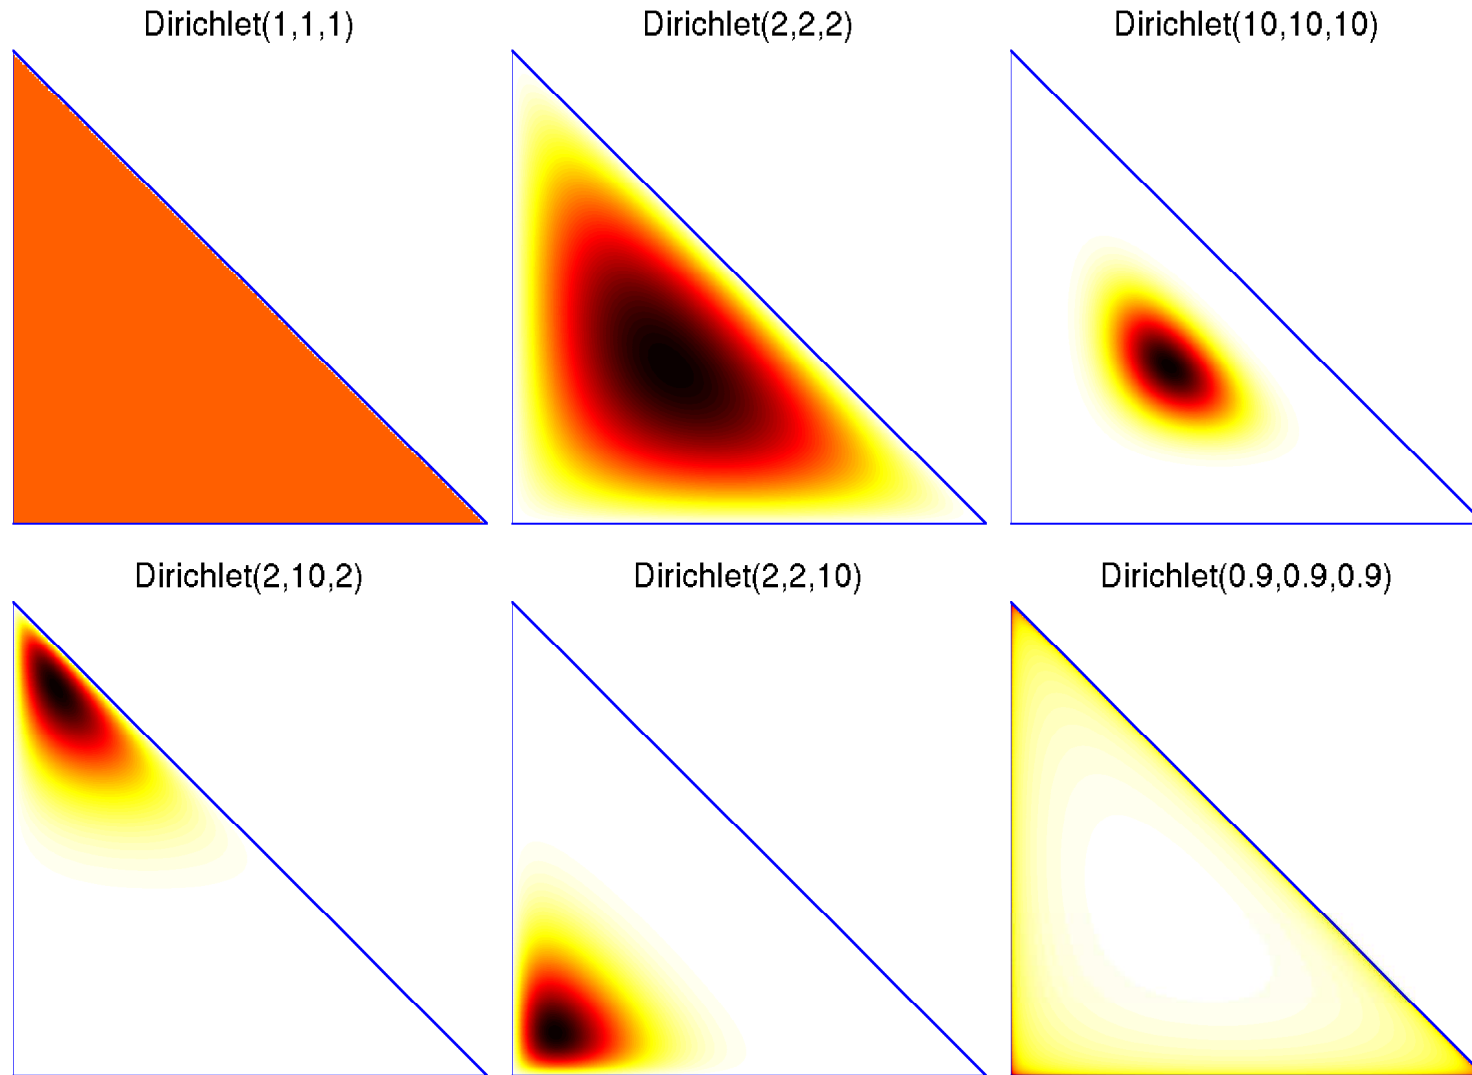 Dirichlet(1,1,1)
Dirichlet(2,2,2)
Dirichlet(10,10,10)
Dirichlet(2,10,2)
Dirichlet(2,2,10)
Dirichlet(0.9,0.9,0.9)